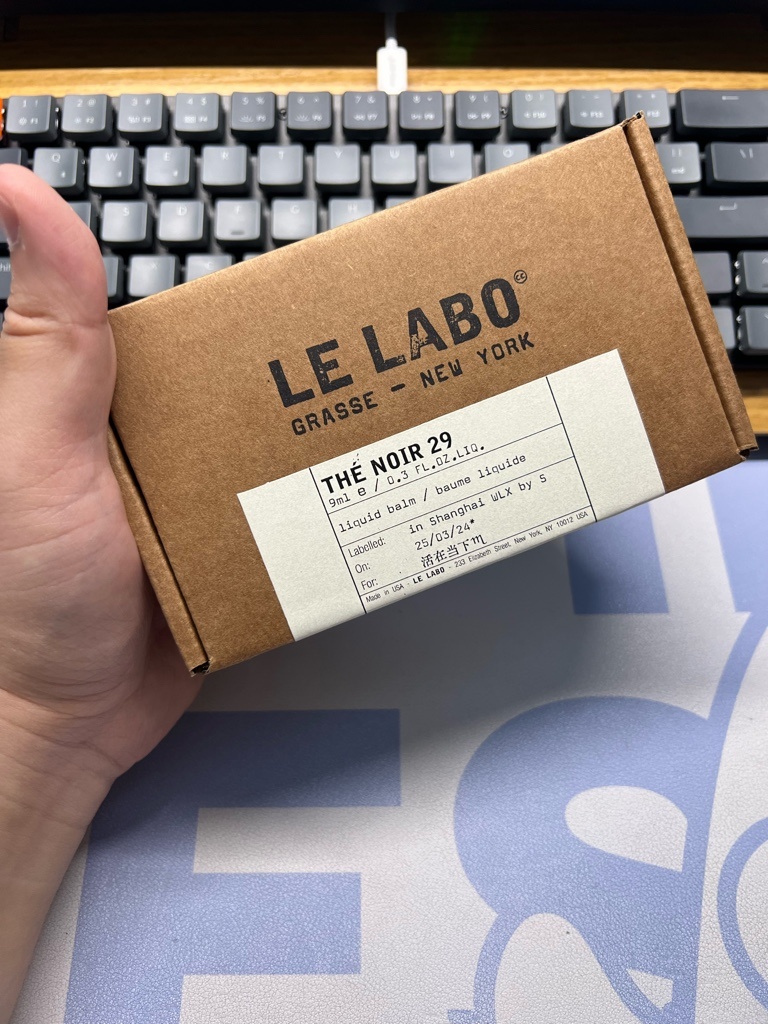 LE LABO
GRASSE — NEW YORK
THÉ NOIR 29
9ml e / 0.3 FL.OZ.LIQ.
liquid balm / baume liquide
Labelled: in Shanghai WLX by S
On: 25/03/24*
For: 活在当下♏
Made in USA - LE LABO - 233 Elizabeth Street, New York, NY 10012 USA